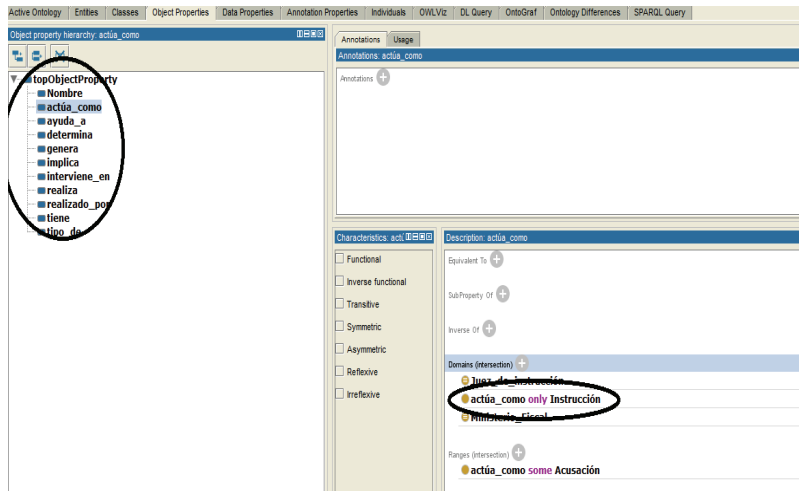 Active Ontology Entities Classes Object Properties Data Properties Annotation Properties Individuals OWLViz DL Query OntoGraf Ontology Differences SPARQL Query
Object property hierarchy: actúa_como
topObjectProperty
Nombre
actúa_como
ayuda_a
determina
genera
implica
interviene_en
realiza
realizado_por
tiene
tipo_de
Annotations Usage
Annotations: actúa_como
Annotations
Characteristics: actú
Functional
Inverse functional
Transitive
Symmetric
Asymmetric
Reflexive
Irreflexive
Description: actúa_como
Equivalent To
SubProperty Of
Inverse Of
Domains (intersection)
Juez_de_instrucción
actúa_como only Instrucción
Ministerio_Fiscal
Ranges (intersection)
actúa_como some Acusación